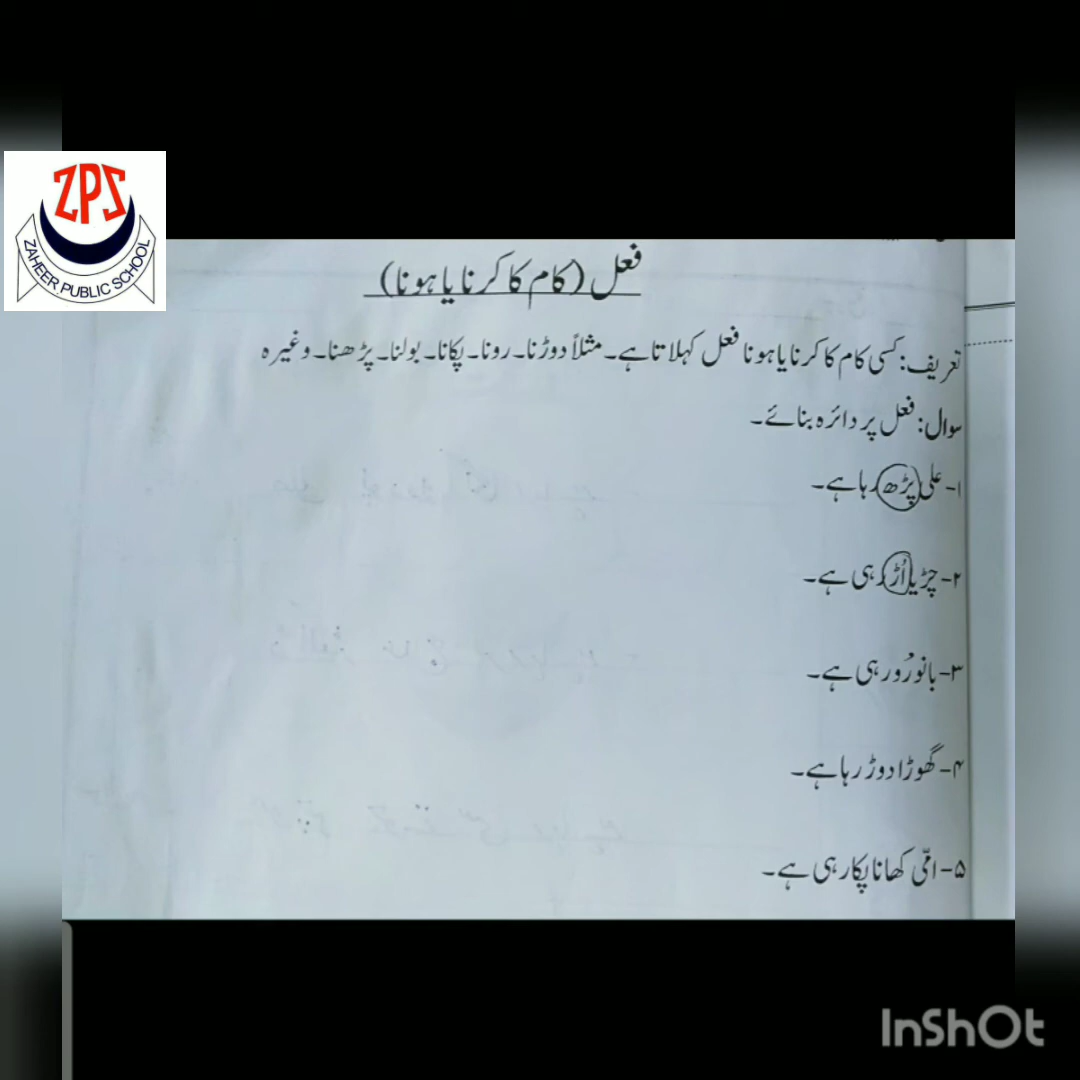 ZPS
ZAHEER PUBLIC SCHOOL
فعل (کام کا کرنا یا ہونا)
تعریف: کسی کام کا کرنا یا ہونا فعل کہلاتا ہے۔ مثلاً دوڑنا۔ رونا۔ پکانا۔ بولنا۔ پڑھنا۔ وغیرہ
سوال: فعل پر دائرہ بنائے۔
۱- علی پڑھ رہا ہے۔
۲- چڑیا اُڑ رہی ہے۔
۳- بانو رُو رہی ہے۔
۴- گھوڑا دوڑ رہا ہے۔
۵- امّی کھانا پکا رہی ہے۔
InShOt